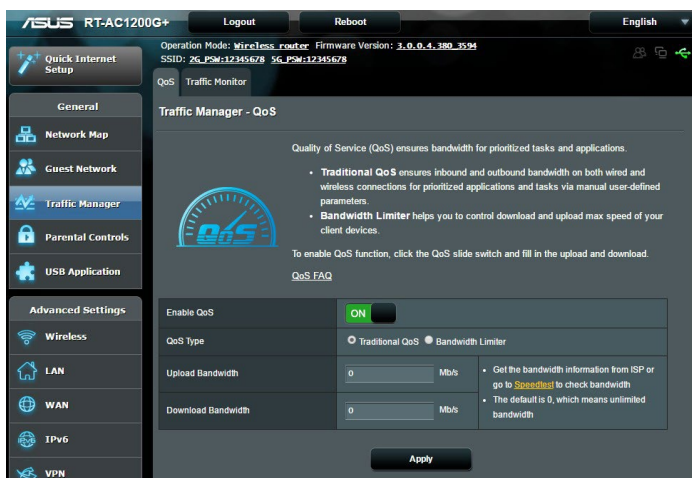 ASUS RT-AC1200G+ Logout Reboot English
Operation Mode: Wireless router Firmware Version: 3.0.0.4.380_3594
SSID: 2G_PSW:12345678 5G_PSW:12345678
Quick Internet
Setup
QoS Traffic Monitor
General
Network Map
Guest Network
Traffic Manager
Parental Controls
USB Application
Advanced Settings
Wireless
LAN
WAN
IPv6
VPN
Traffic Manager - QoS
QoS
Quality of Service (QoS) ensures bandwidth for prioritized tasks and applications.
• Traditional QoS ensures inbound and outbound bandwidth on both wired and
wireless connections for prioritized applications and tasks via manual user-defined
parameters.
• Bandwidth Limiter helps you to control download and upload max speed of your
client devices.
To enable QoS function, click the QoS slide switch and fill in the upload and download.
QoS FAQ
Enable QoS ON
QoS Type Traditional QoS Bandwidth Limiter
Upload Bandwidth 0 Mb/s
Download Bandwidth 0 Mb/s
• Get the bandwidth information from ISP or
go to Speedtest to check bandwidth
• The default is 0, which means unlimited
bandwidth
Apply